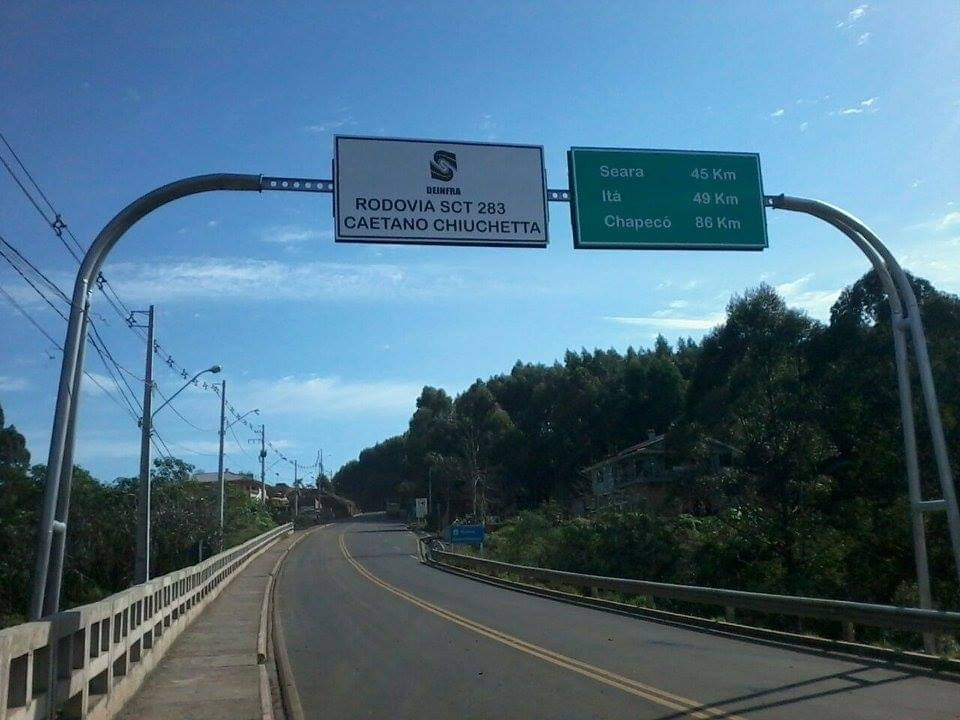 DEINFRA
RODOVIA SCT 283
CAETANO CHIUCHETTA
Seara 45 Km
Itá 49 Km
Chapecó 86 Km